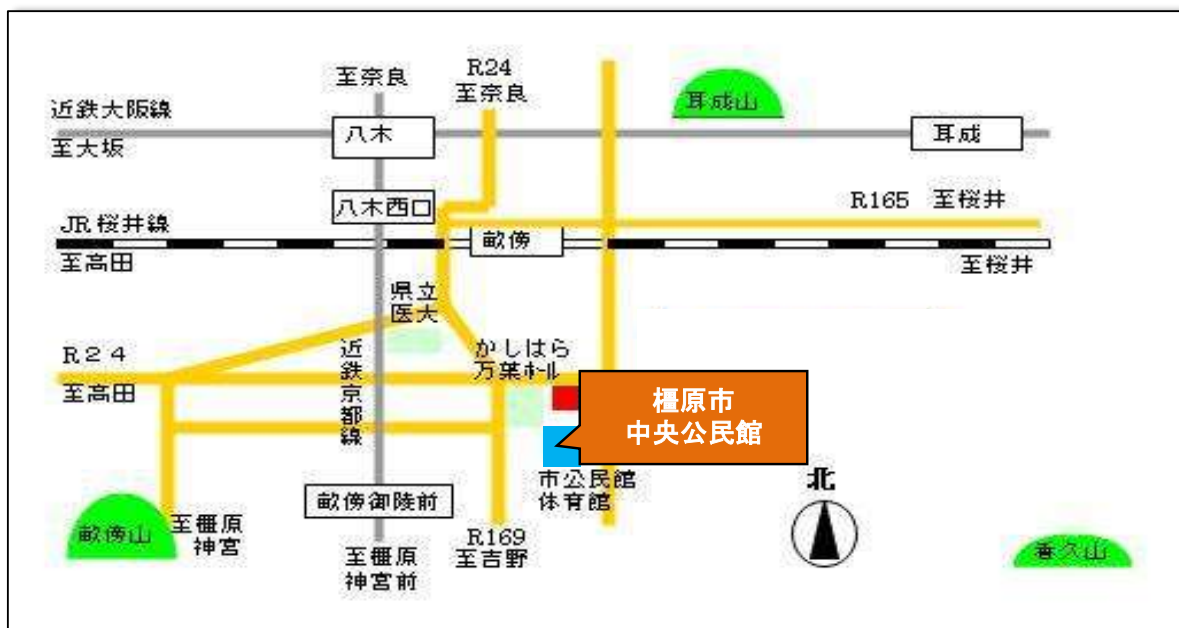 R24
至奈良
至奈良
近鉄大阪線
至大坂
八木
耳成山
耳成
八木西口
R165 至桜井
JR桜井線
至高田
畝傍
至桜井
県立
医大
R24
至高田
近鉄京都線
かしはら
万葉ホール
橿原市
中央公民館
市公民館
体育館
北
畝傍御陵前
畝傍山
至橿原
神宮
至橿原
神宮前
R169
至吉野
香久山